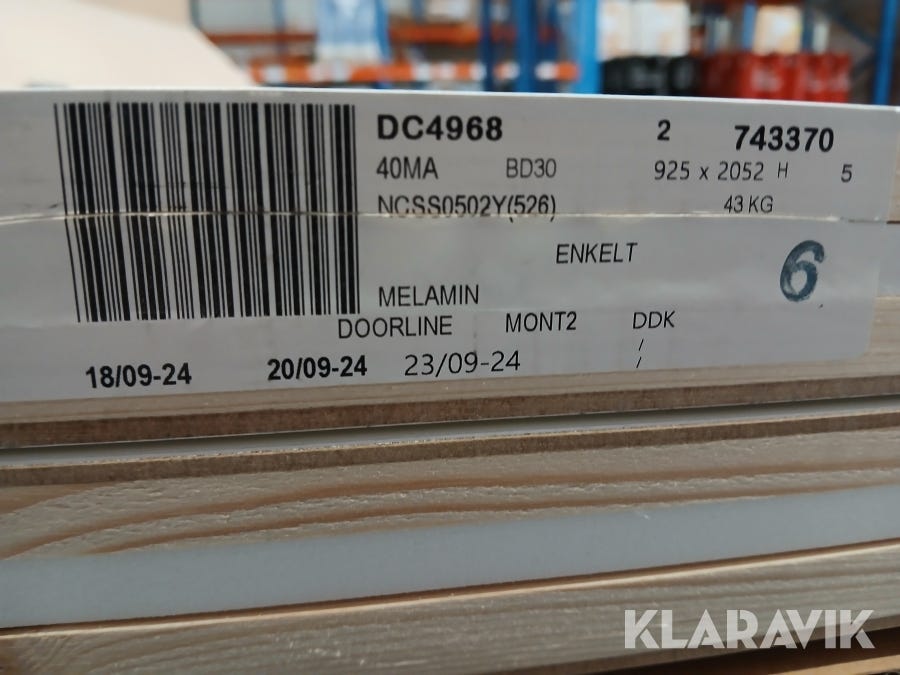 DC4968 2 743370
40MA BD30 925 x 2052 H 5
NCSS0502Y(526) 43 KG
ENKELT 6
MELAMIN
DOORLINE MONT2 DDK
18/09-24 20/09-24 23/09-24 / /
KLARAVIK